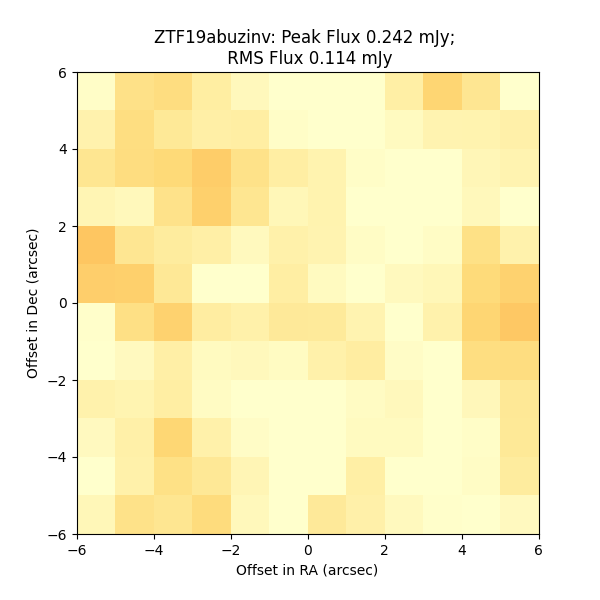 ZTF19abuzinv: Peak Flux 0.242 mJy;
RMS Flux 0.114 mJy
6
4
2
0
−2
−4
−6
Offset in Dec (arcsec)
−6 −4 −2 0 2 4 6
Offset in RA (arcsec)